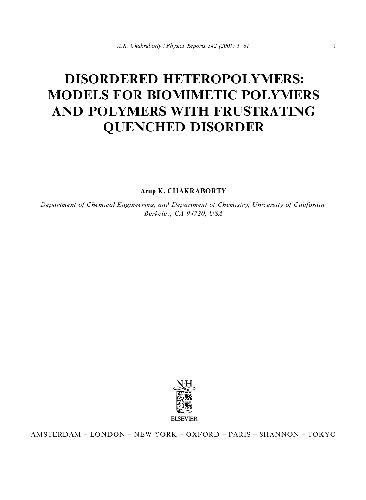 A.K. Chakraborty / Physics Reports 342 (2001) 1–61 1
DISORDERED HETEROPOLYMERS:
MODELS FOR BIOMIMETIC POLYMERS
AND POLYMERS WITH FRUSTRATING
QUENCHED DISORDER
Arup K. CHAKRABORTY
Department of Chemical Engineering, and Department of Chemistry, University of California
Berkeley, CA 94720, USA
NH
ELSEVIER
AMSTERDAM – LONDON – NEW YORK – OXFORD – PARIS – SHANNON – TOKYO